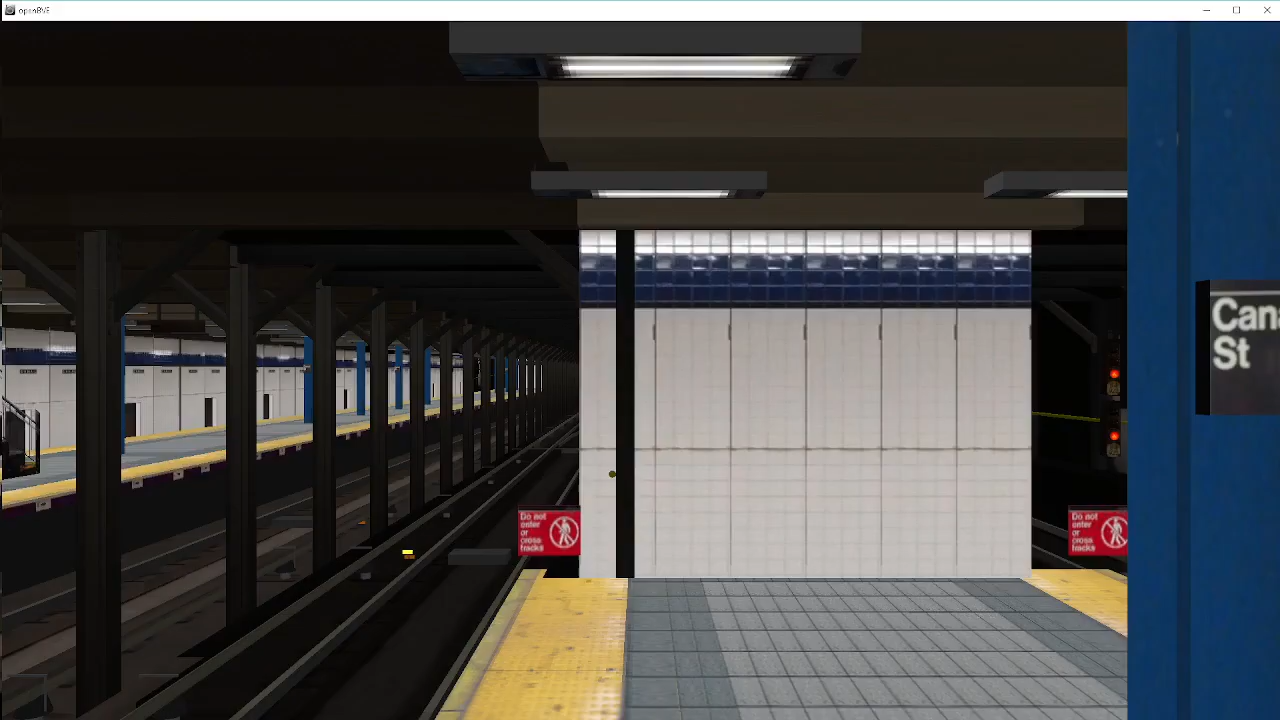 openBVE
Do not
enter
or
cross
tracks
Do not
enter
or
cross
tracks
Cana
St